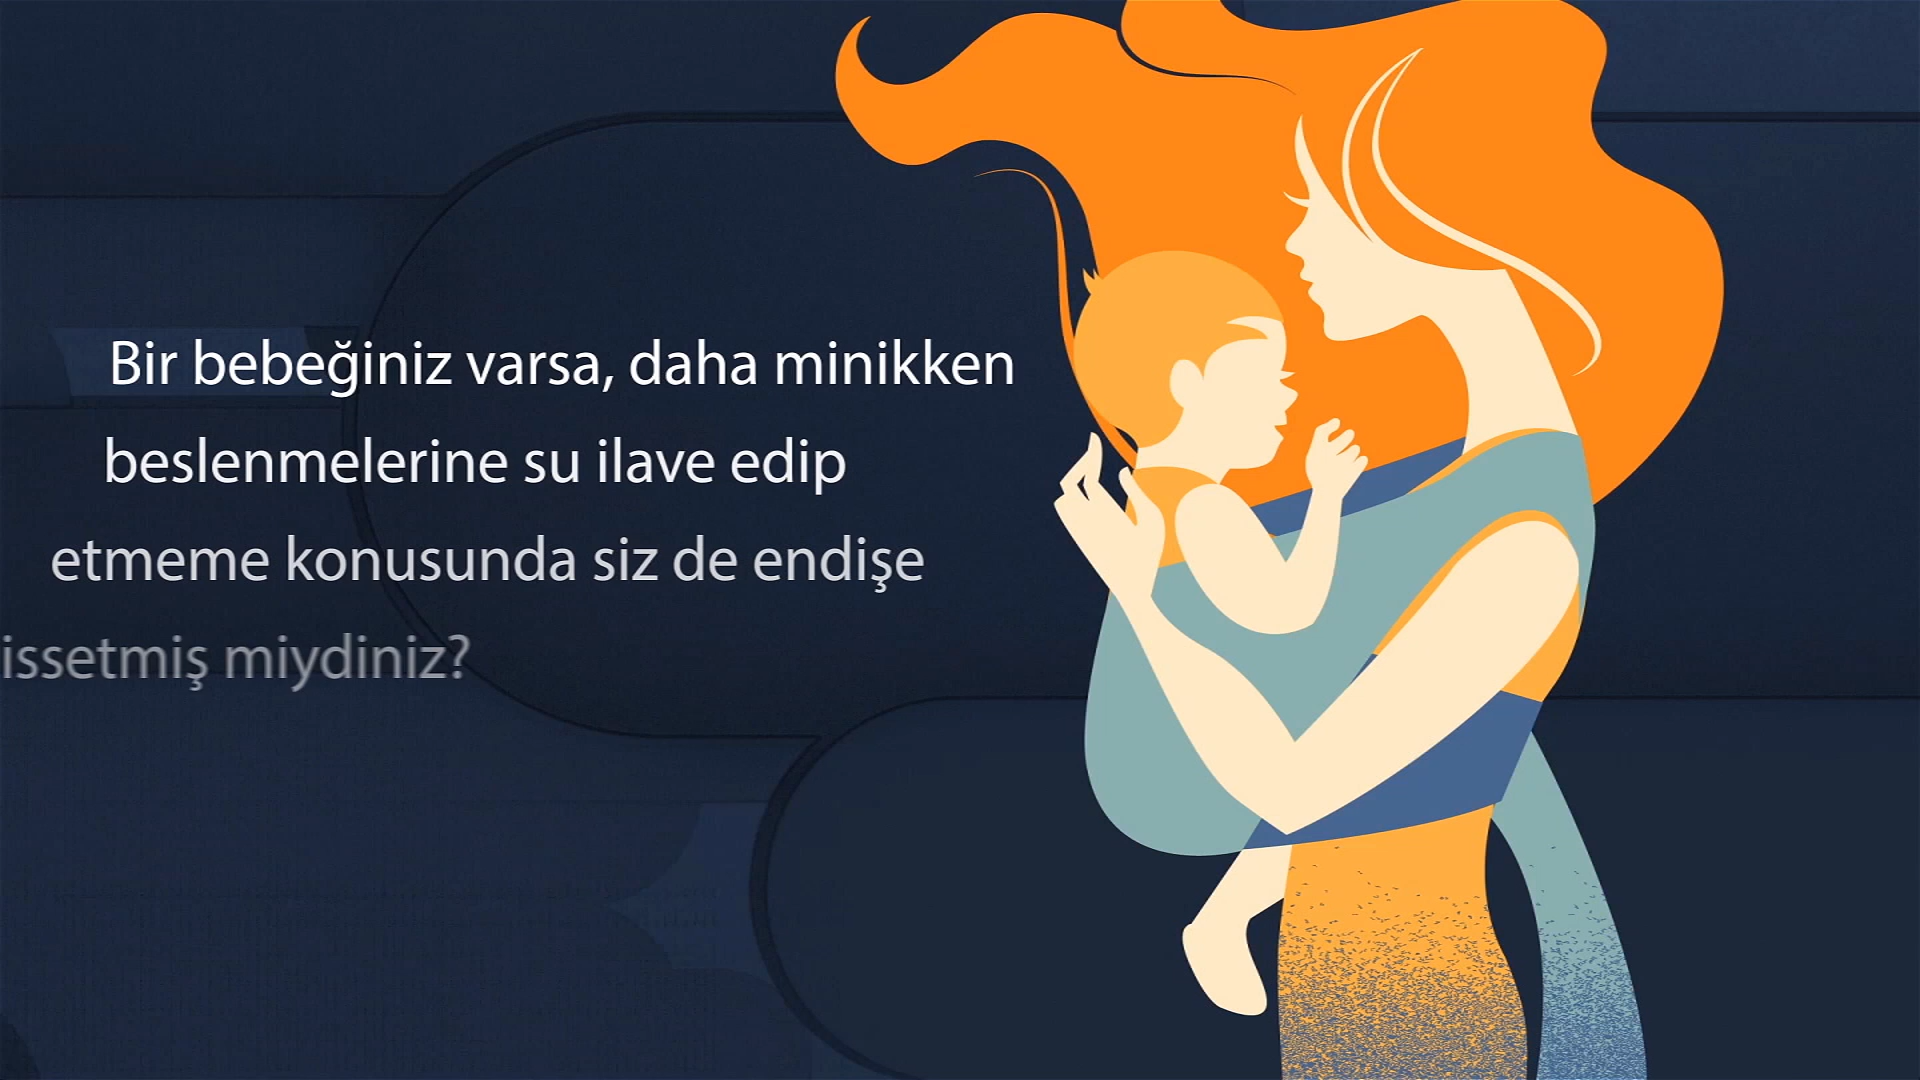 Bir bebeğiniz varsa, daha minikken
beslenmelerine su ilave edip
etmeme konusunda siz de endişe
issetmiş miydiniz?